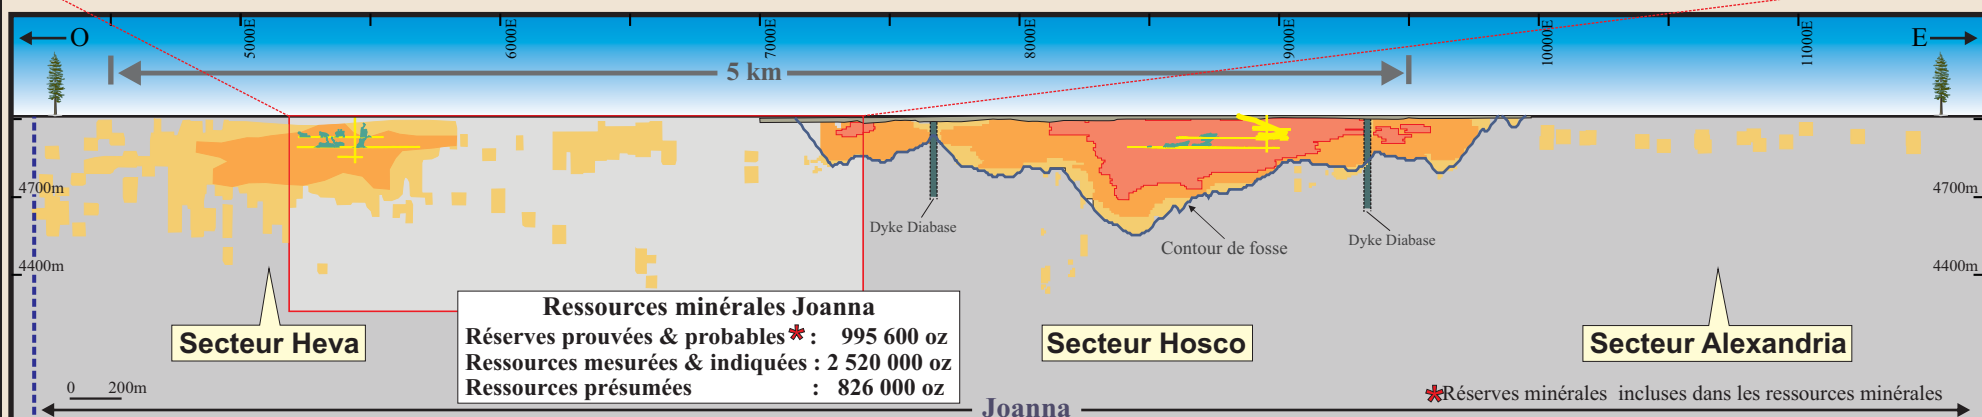 O
5000E
6000E
7000E
8000E
9000E
10000E
11000E
E
5 km
4700m
4700m
Dyke Diabase
Contour de fosse
Dyke Diabase
4400m
4400m
Secteur Heva
Secteur Hosco
Secteur Alexandria
Ressources minérales Joanna
Réserves prouvées & probables * : 995 600 oz
Ressources mesurées & indiquées : 2 520 000 oz
Ressources présumées : 826 000 oz
0 200m
*Réserves minérales incluses dans les ressources minérales
Joanna